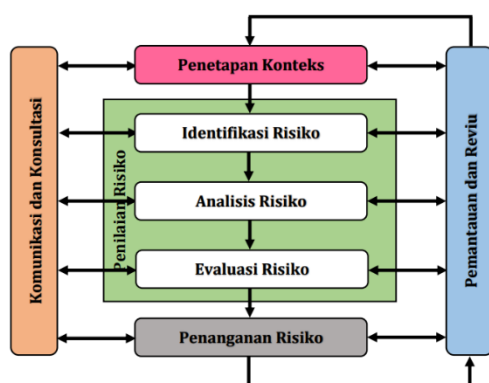 Komunikasi dan Konsultasi
Penetapan Konteks
Penilaian Risiko
Identifikasi Risiko
Analisis Risiko
Evaluasi Risiko
Penanganan Risiko
Pemantauan dan Reviu